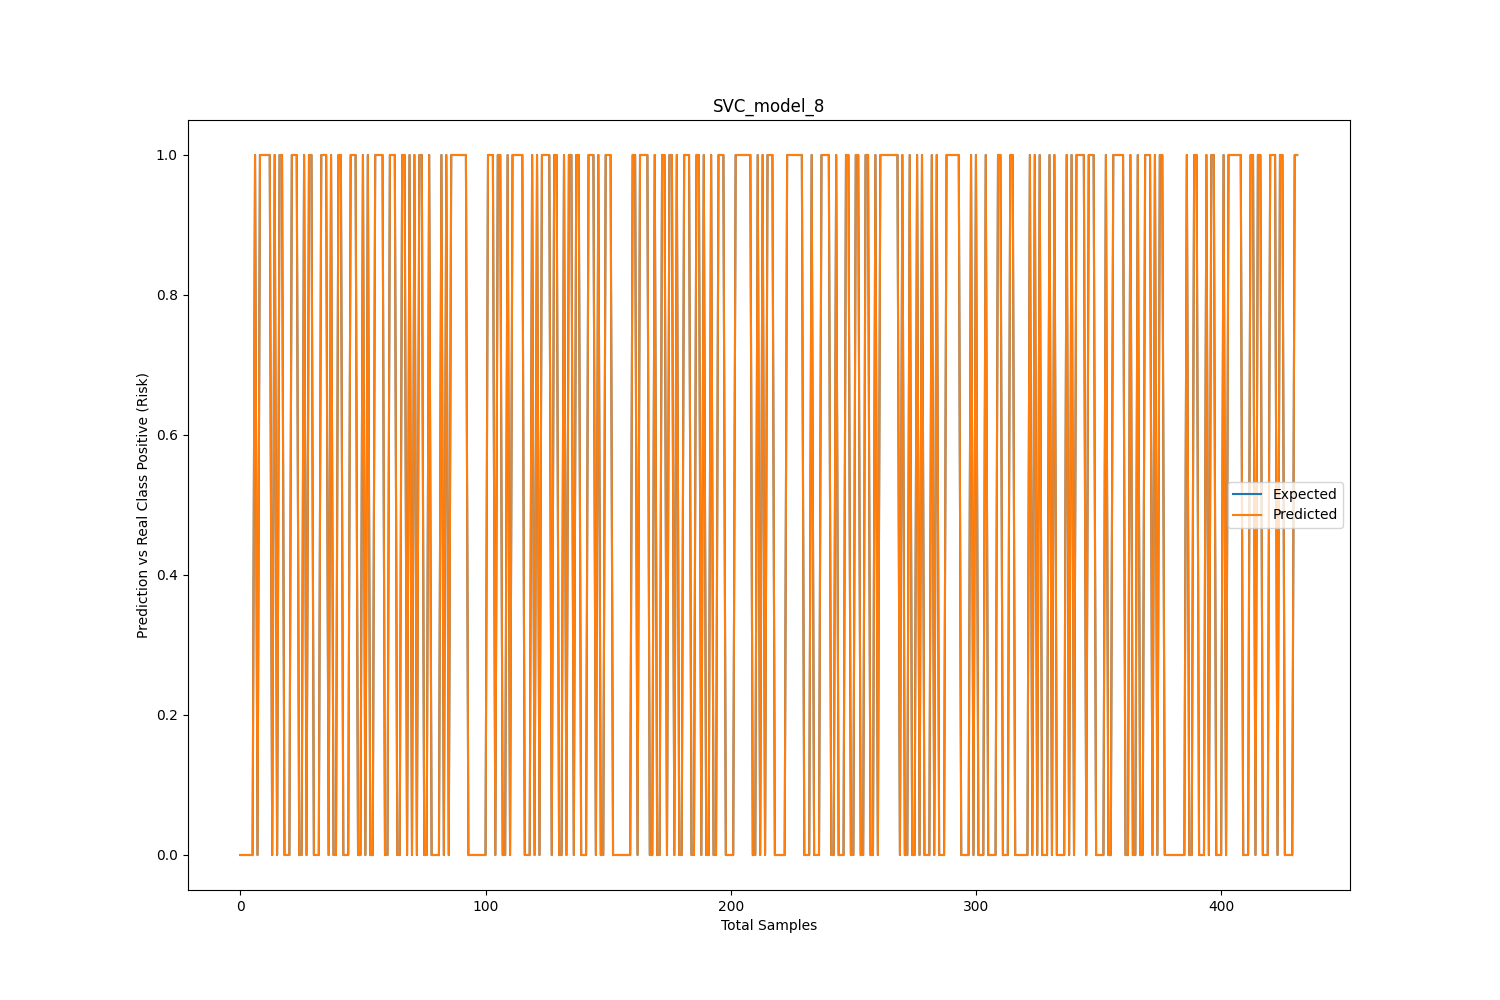 SVC_model_8
1.0
0.8
0.6
0.4
0.2
0.0
Prediction vs Real Class Positive (Risk)
Expected
Predicted
0 100 200 300 400
Total Samples